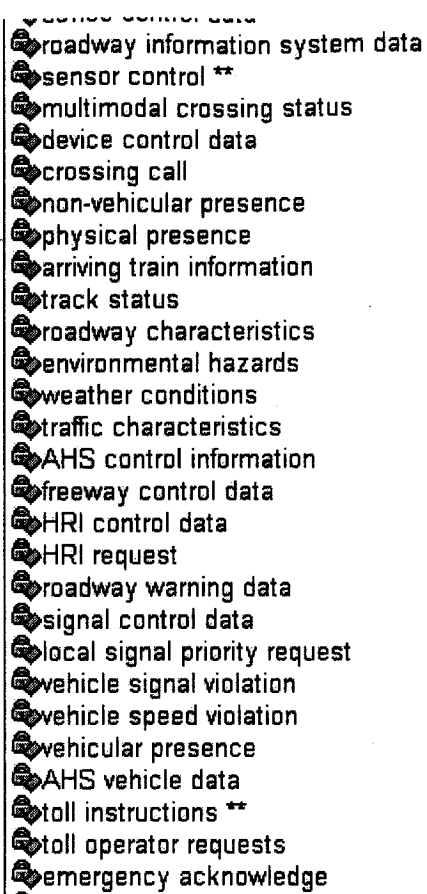 roadway information system data
sensor control **
multimodal crossing status
device control data
crossing call
non-vehicular presence
physical presence
arriving train information
track status
roadway characteristics
environmental hazards
weather conditions
traffic characteristics
AHS control information
freeway control data
HRI control data
HRI request
roadway warning data
signal control data
local signal priority request
vehicle signal violation
vehicle speed violation
vehicular presence
AHS vehicle data
toll instructions **
toll operator requests
emergency acknowledge